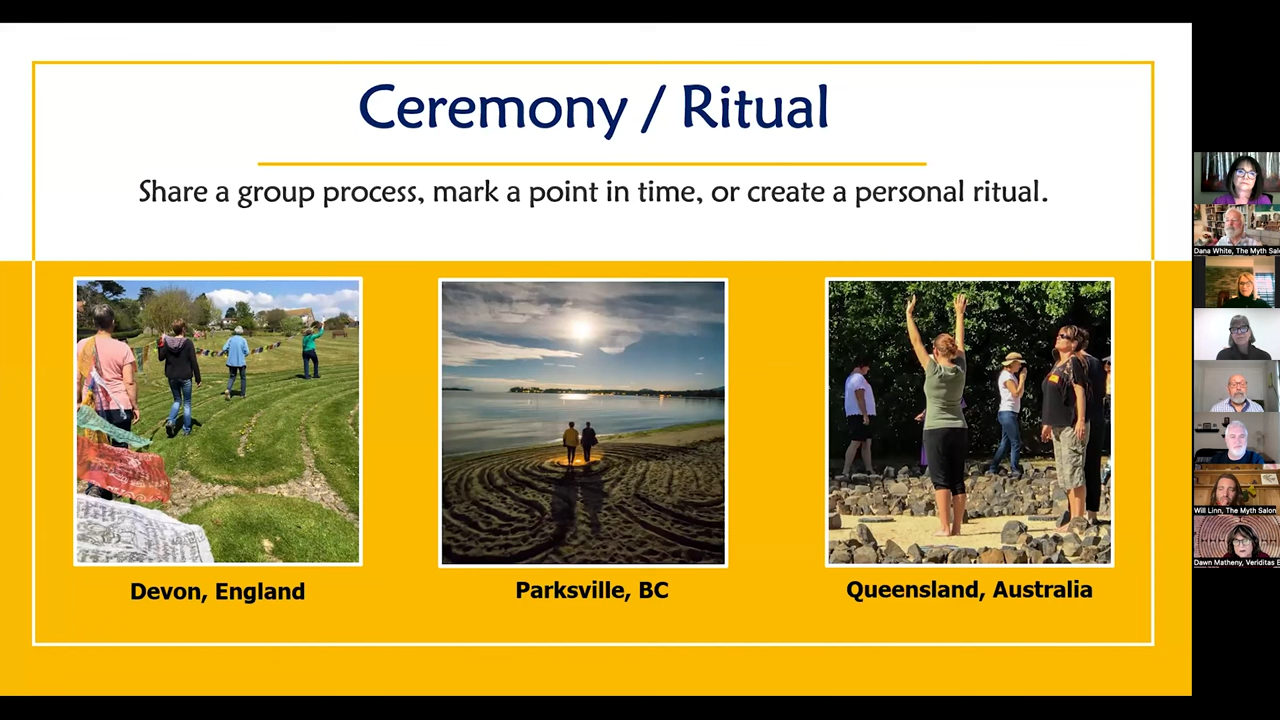 Ceremony / Ritual
Share a group process, mark a point in time, or create a personal ritual.
Devon, England
Parksville, BC
Queensland, Australia
Dana White, The Myth Sal
Will Linn, The Myth Salon
Dawn Matheny, Veriditas E